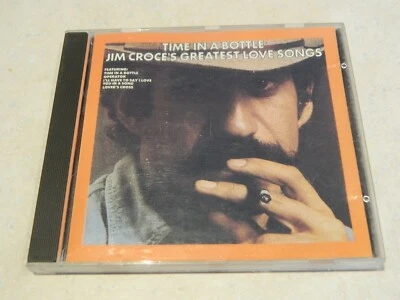 TIME IN A BOTTLE
JIM CROCE'S GREATEST LOVE SONGS
FEATURING:
TIME IN A BOTTLE
OPERATOR
I'LL HAVE TO SAY I LOVE
YOU IN A SONG
LOVER'S CROSS